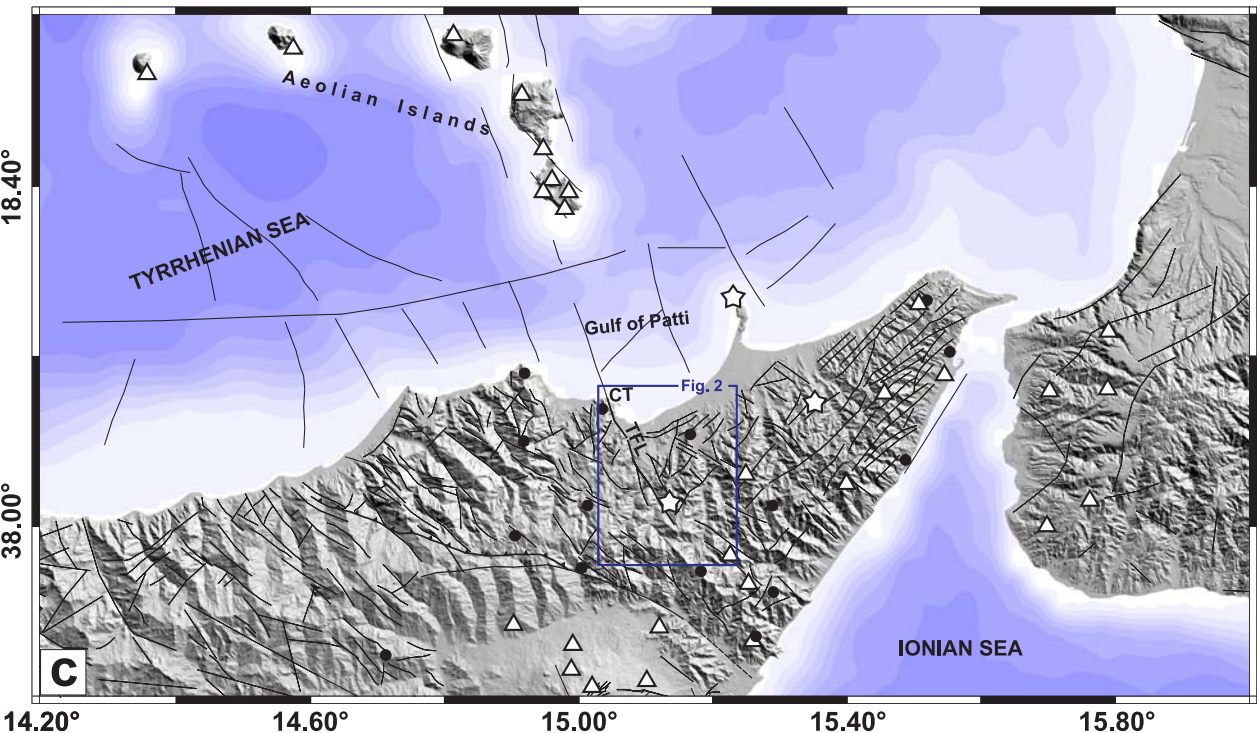 Aeolian Islands
18.40°
TYRRHENIAN SEA
Gulf of Patti
Fig. 2
CT
TFL
38.00°
IONIAN SEA
C
14.20°
14.60°
15.00°
15.40°
15.80°